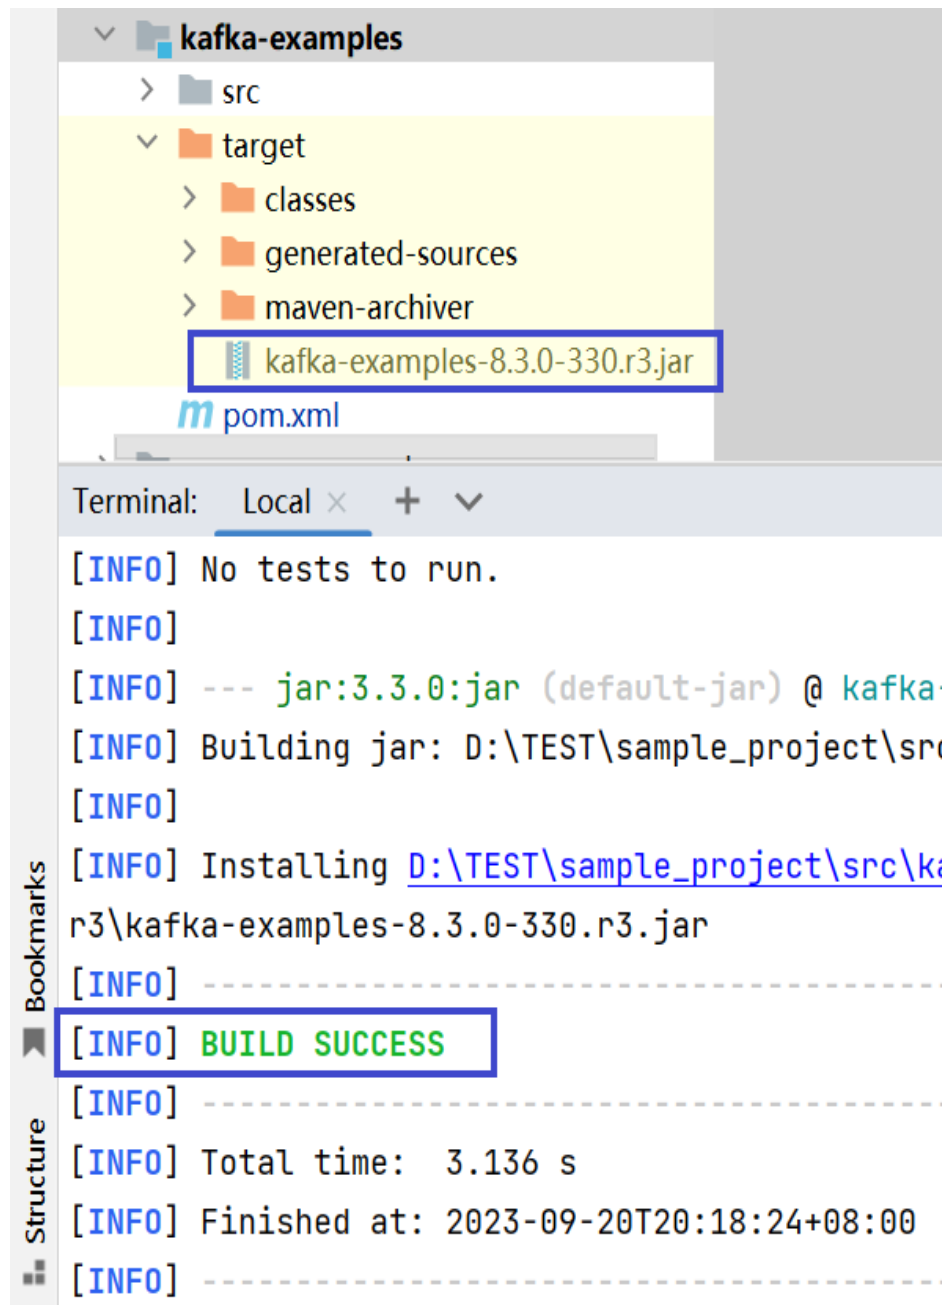 kafka-examples
src
target
classes
generated-sources
maven-archiver
kafka-examples-8.3.0-330.r3.jar
m pom.xml
Terminal: Local × +
[INFO] No tests to run.
[INFO]
[INFO] --- jar:3.3.0:jar (default-jar) @ kafka-
[INFO] Building jar: D:\TEST\sample_project\src
[INFO]
[INFO] Installing D:\TEST\sample_project\src\ka
r3\kafka-examples-8.3.0-330.r3.jar
[INFO] ---------------------------------------
[INFO] BUILD SUCCESS
[INFO] ---------------------------------------
[INFO] Total time:  3.136 s
[INFO] Finished at: 2023-09-20T20:18:24+08:00
[INFO] ---------------------------------------
Bookmarks
Structure